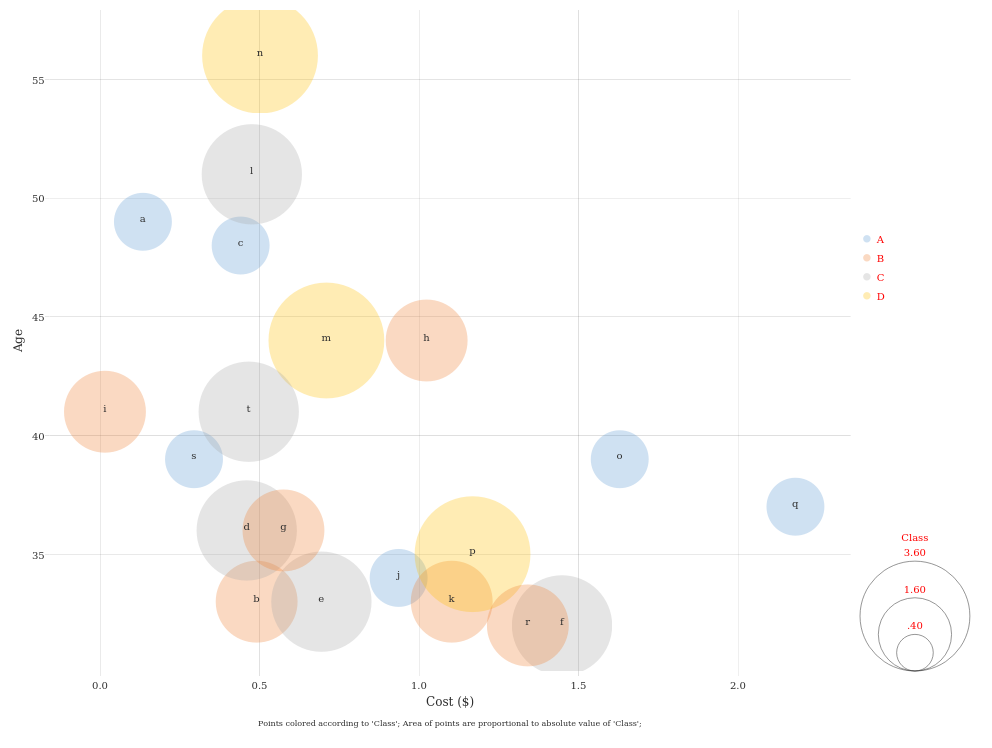 n
55
l
50
a
c
A
B
C
D
45
Age
m
h
i
t
40
s
o
q
d
g
Class
35
p
3.60
j
1.60
b
e
k
r
f
.40
0.0
0.5
1.0
1.5
2.0
Cost ($)
Points colored according to 'Class'; Area of points are proportional to absolute value of 'Class';